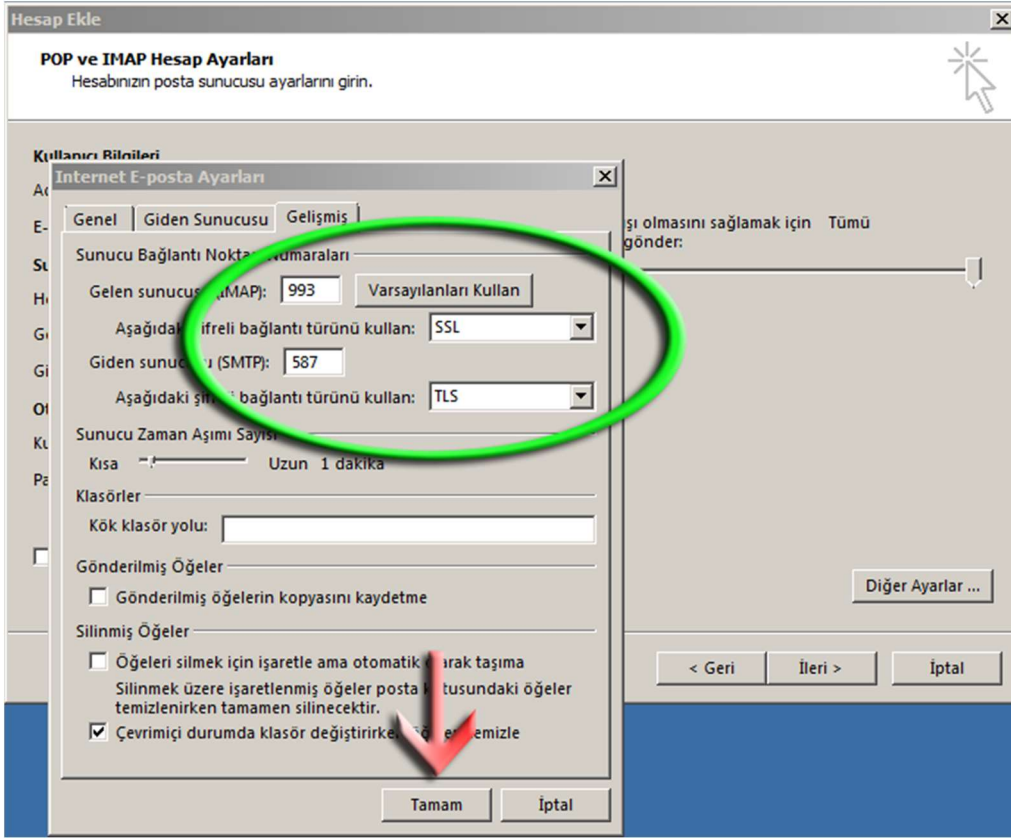 Hesap Ekle
POP ve IMAP Hesap Ayarları
Hesabınızın posta sunucusu ayarlarını girin.
Kullanıcı Bilgileri
Internet E-posta Ayarları
Genel Giden Sunucusu Gelişmiş
olmasını sağlamak için Tümü
gönder:
Sunucu Bağlantı Noktası Numaraları
Gelen sunucusu (IMAP): 993 Varsayılanları Kullan
Aşağıdaki şifreli bağlantı türünü kullan: SSL
Giden sunucusu (SMTP): 587
Aşağıdaki şifreli bağlantı türünü kullan: TLS
Sunucu Zaman Aşımı Sayısı
Kısa Uzun 1 dakika
Klasörler
Kök klasör yolu:
Gönderilmiş Öğeler
Gönderilmiş öğelerin kopyasını kaydetme
Diğer Ayarlar ...
Silinmiş Öğeler
Öğeleri silmek için işaretle ama otomatik olarak taşıma
Silinmek üzere işaretlenmiş öğeler posta kutusundaki öğeler
temizlenirken tamamen silinecektir.
Çevrimiçi durumda klasör değiştirirken öğeleri temizle
< Geri İleri > İptal
Tamam İptal